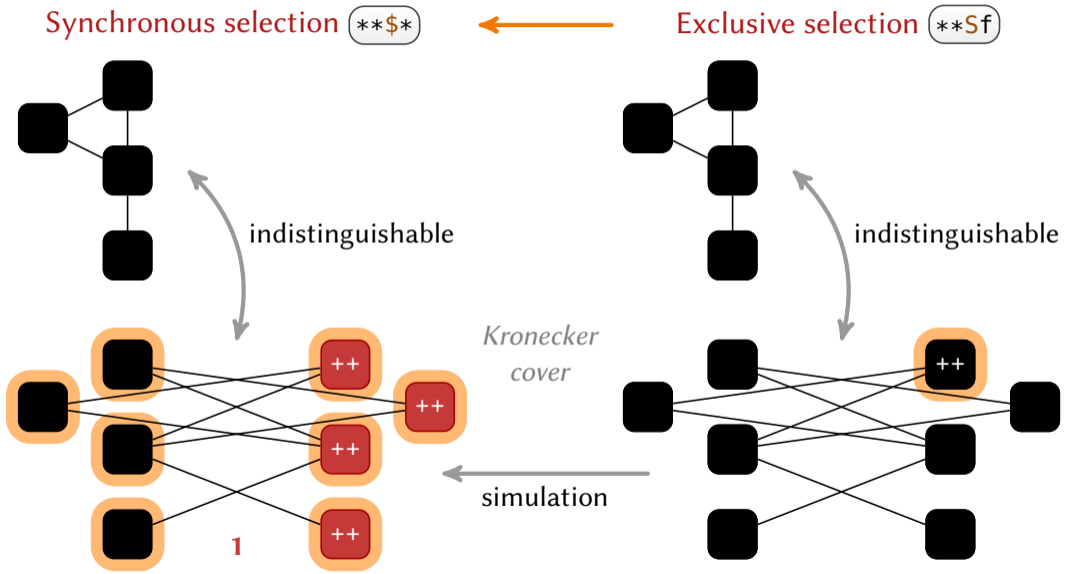 Synchronous selection **$*
Exclusive selection **Sf
indistinguishable
indistinguishable
Kronecker
cover
++
++
++
++
++
simulation
1